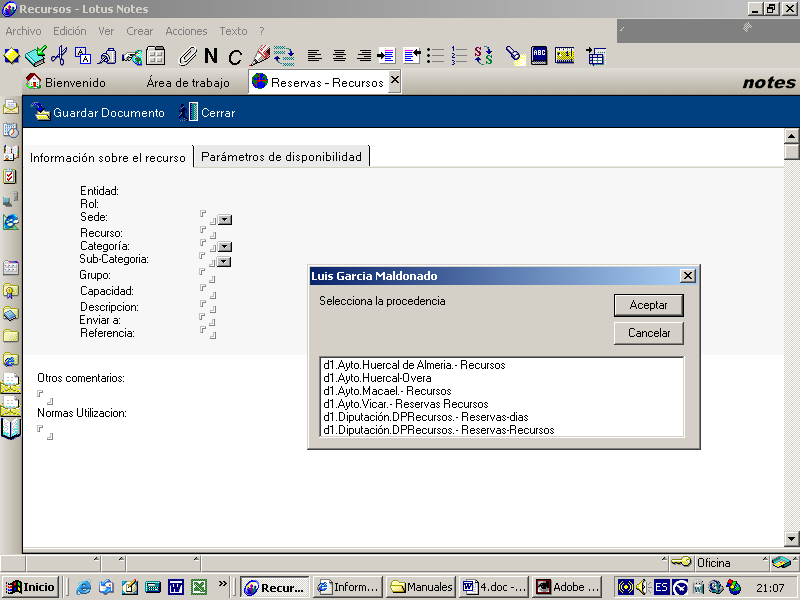 Recursos - Lotus Notes
Archivo Edición Ver Crear Acciones Texto ?
N C
ABC
Bienvenido Área de trabajo Reservas - Recursos
notes
Guardar Documento Cerrar
Información sobre el recurso Parámetros de disponibilidad
Entidad:
Rol:
Sede:
Recurso:
Categoría:
Sub-Categoria:
Grupo:
Capacidad:
Descripcion:
Enviar a:
Referencia:
Otros comentarios:
Normas Utilizacion:
Luis Garcia Maldonado
Selecciona la procedencia
Aceptar
Cancelar
d1.Ayto.Huercal de Almeria.- Recursos
d1.Ayto.Huercal-Overa
d1.Ayto.Macael.- Recursos
d1.Ayto.Vicar.- Reservas Recursos
d1.Diputación.DPRecursos.- Reservas-dias
d1.Diputación.DPRecursos.- Reservas-Recursos
Oficina
Inicio » Recur... Inform... Manuales 4.doc -... Adobe ... ES 21:07